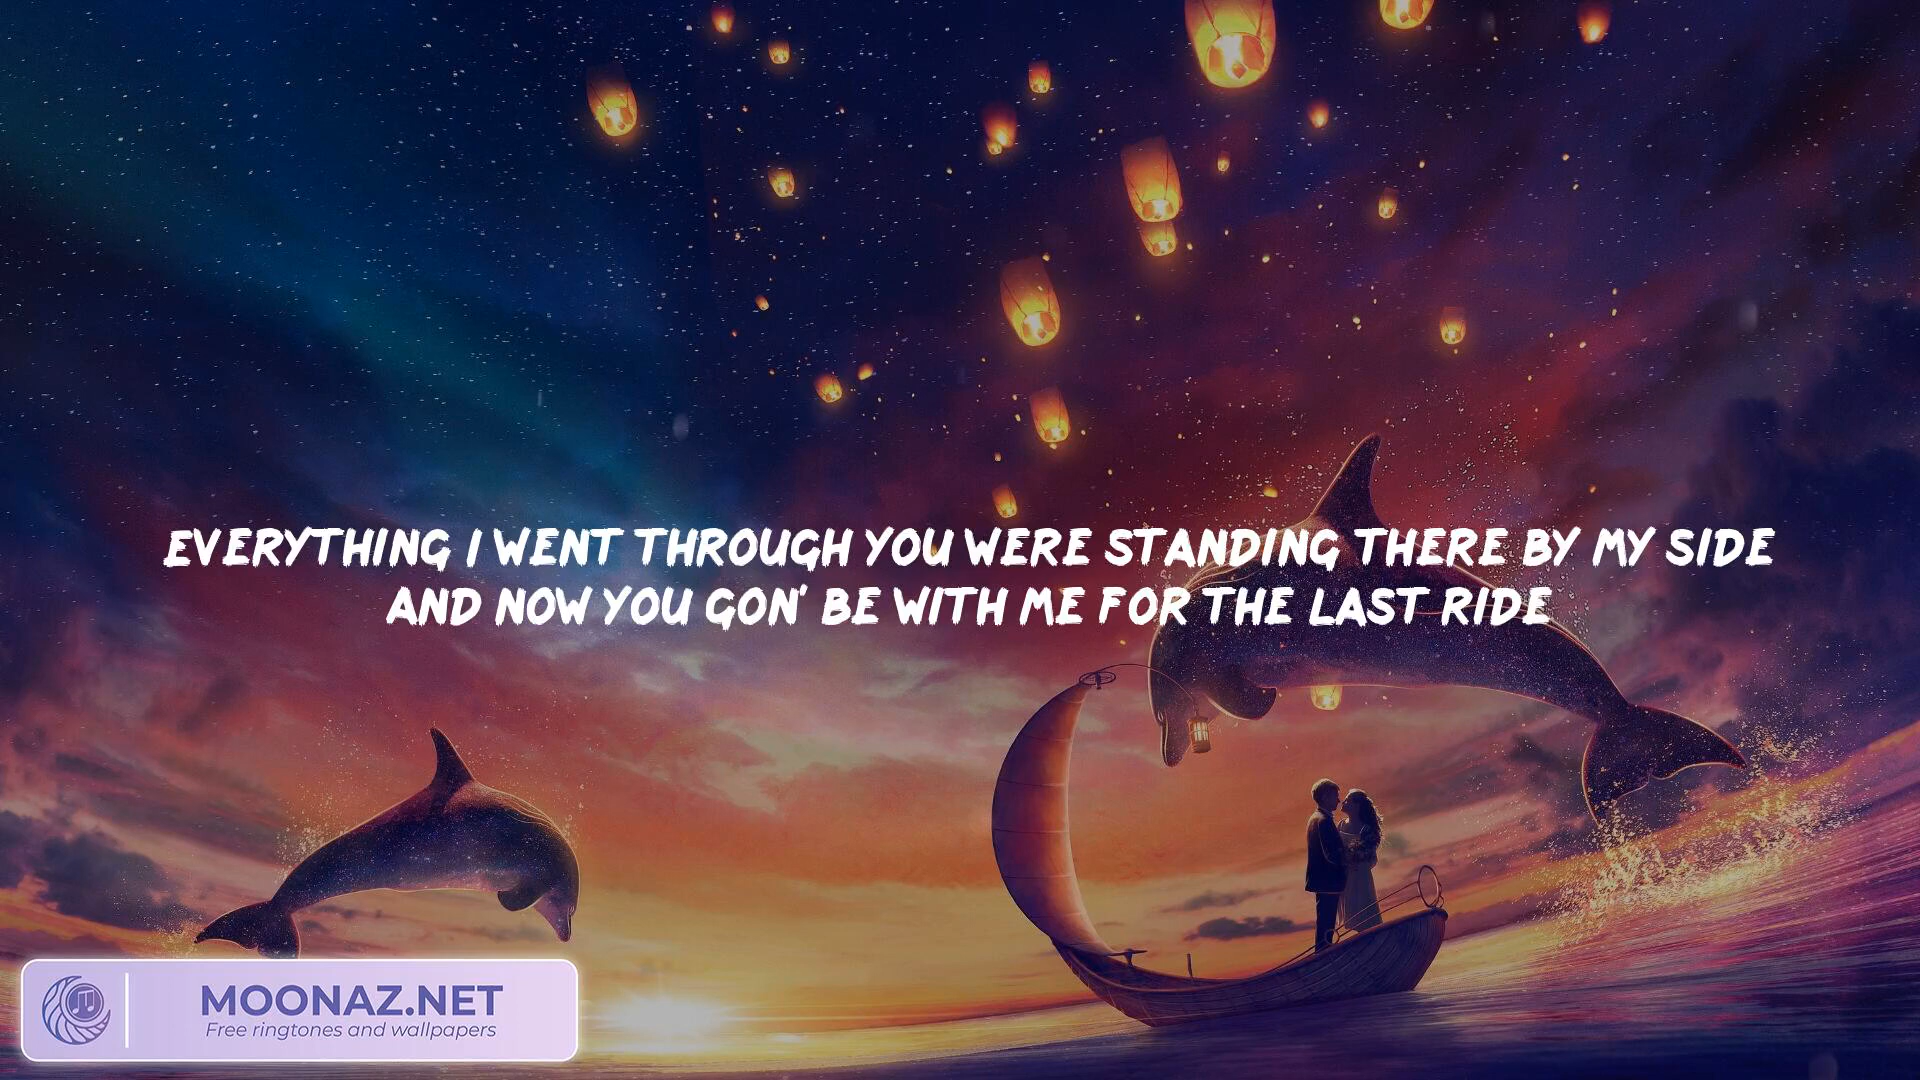 EVERYTHING I WENT THROUGH YOU WERE STANDING THERE BY MY SIDE
AND NOW YOU GON' BE WITH ME FOR THE LAST RIDE
MOONAZ.NET
Free ringtones and wallpapers